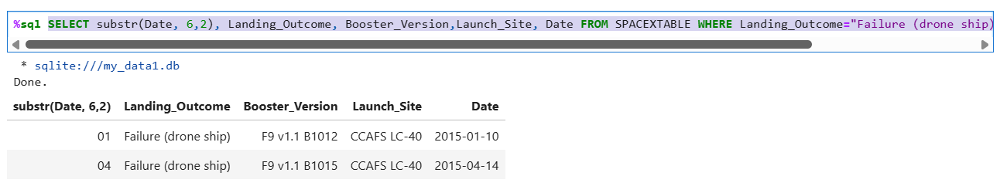 %sql SELECT substr(Date, 6,2), Landing_Outcome, Booster_Version,Launch_Site, Date FROM SPACEXTABLE WHERE Landing_Outcome="Failure (drone ship)
* sqlite:///my_data1.db
Done.
substr(Date, 6,2) Landing_Outcome Booster_Version Launch_Site Date
01 Failure (drone ship) F9 v1.1 B1012 CCAFS LC-40 2015-01-10
04 Failure (drone ship) F9 v1.1 B1015 CCAFS LC-40 2015-04-14